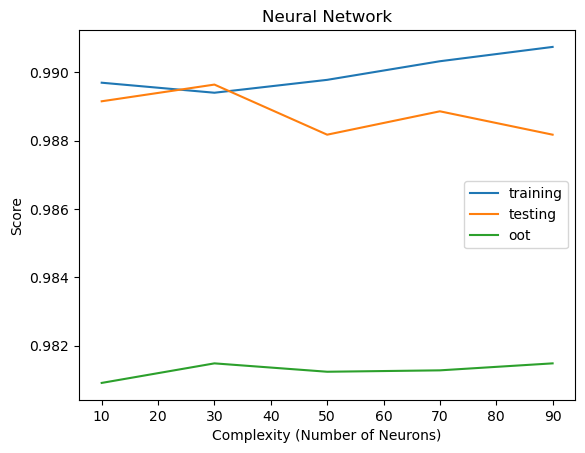 Neural Network
Score
0.990
0.988
0.986
0.984
0.982
training
testing
oot
10 20 30 40 50 60 70 80 90
Complexity (Number of Neurons)